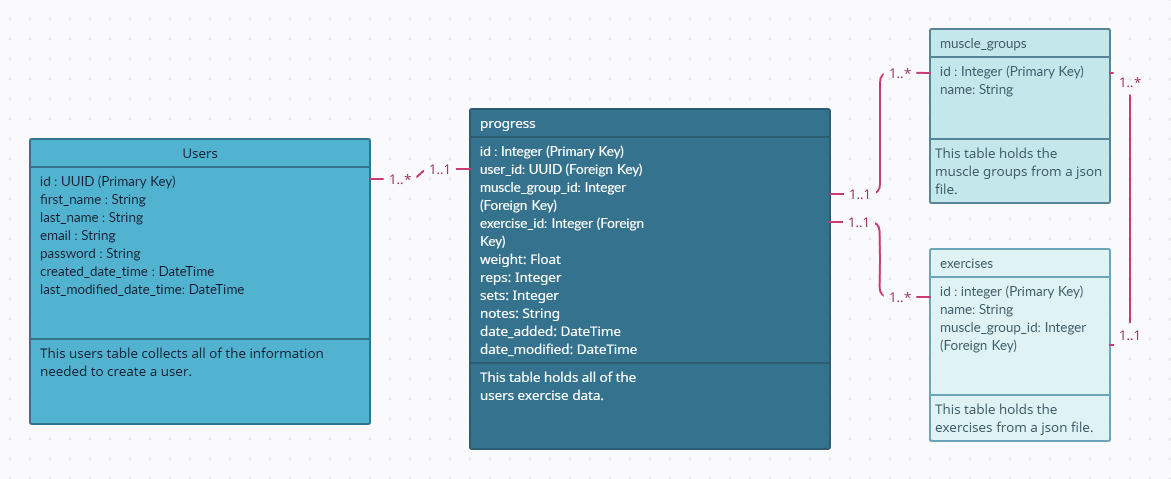 Users
id : UUID (Primary Key)
first_name : String
last_name : String
email : String
password : String
created_date_time : DateTime
last_modified_date_time: DateTime
This users table collects all of the information
needed to create a user.
1..*
1..1
progress
id : Integer (Primary Key)
user_id: UUID (Foreign Key)
muscle_group_id: Integer
(Foreign Key)
exercise_id: Integer (Foreign
Key)
weight: Float
reps: Integer
sets: Integer
notes: String
date_added: DateTime
date_modified: DateTime
This table holds all of the
users exercise data.
1..1
1..*
1..1
1..*
muscle_groups
id : Integer (Primary Key)
name: String
This table holds the
muscle groups from a json
file.
1..*
exercises
id : integer (Primary Key)
name: String
muscle_group_id: Integer
(Foreign Key)
This table holds the
exercises from a json file.
1..1